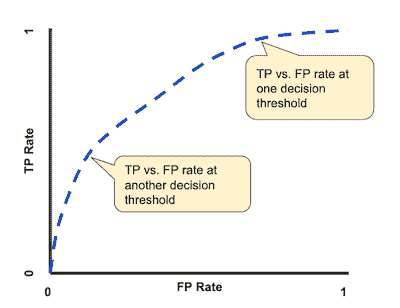 1
TP vs. FP rate at
one decision
threshold
TP Rate
TP vs. FP rate at
another decision
threshold
0
0
FP Rate
1